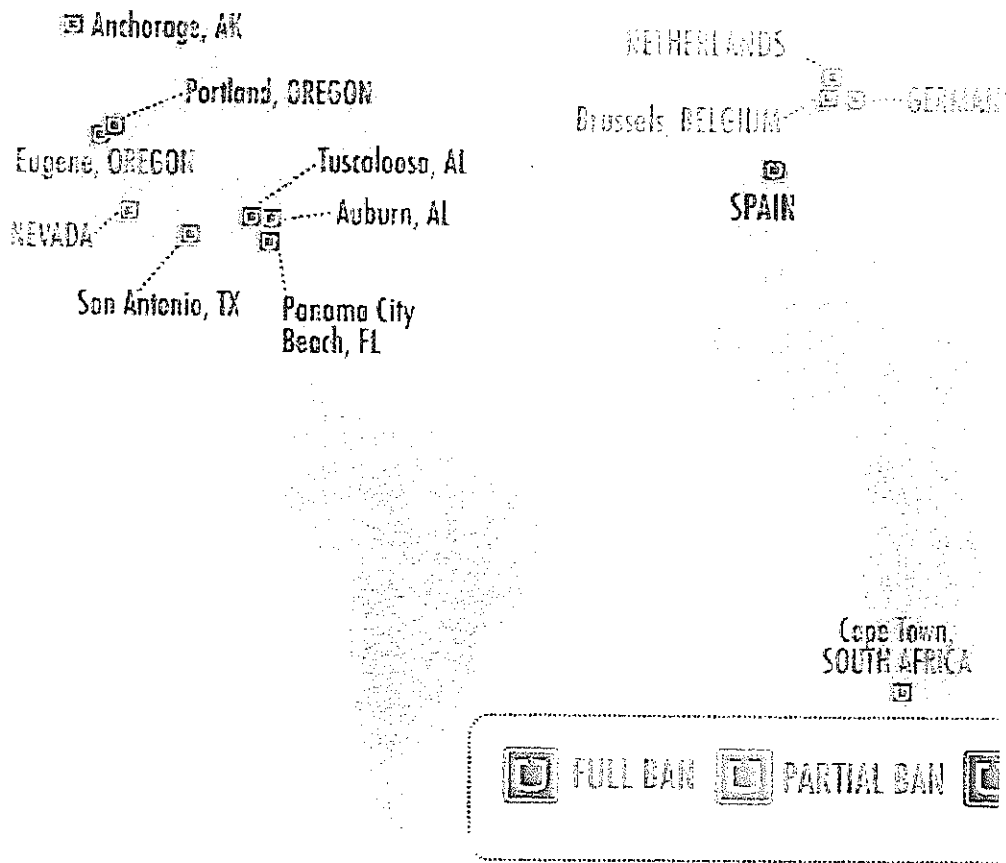 Anchorage, AK
Portland, OREGON
Eugene, OREGON
Tuscaloosa, AL
Auburn, AL
NEVADA
San Antonio, TX
Panama City
Beach, FL
NETHERLANDS
Brussels, BELGIUM
GERMAN
SPAIN
Cape Town,
SOUTH AFRICA
FULL BAN
PARTIAL BAN